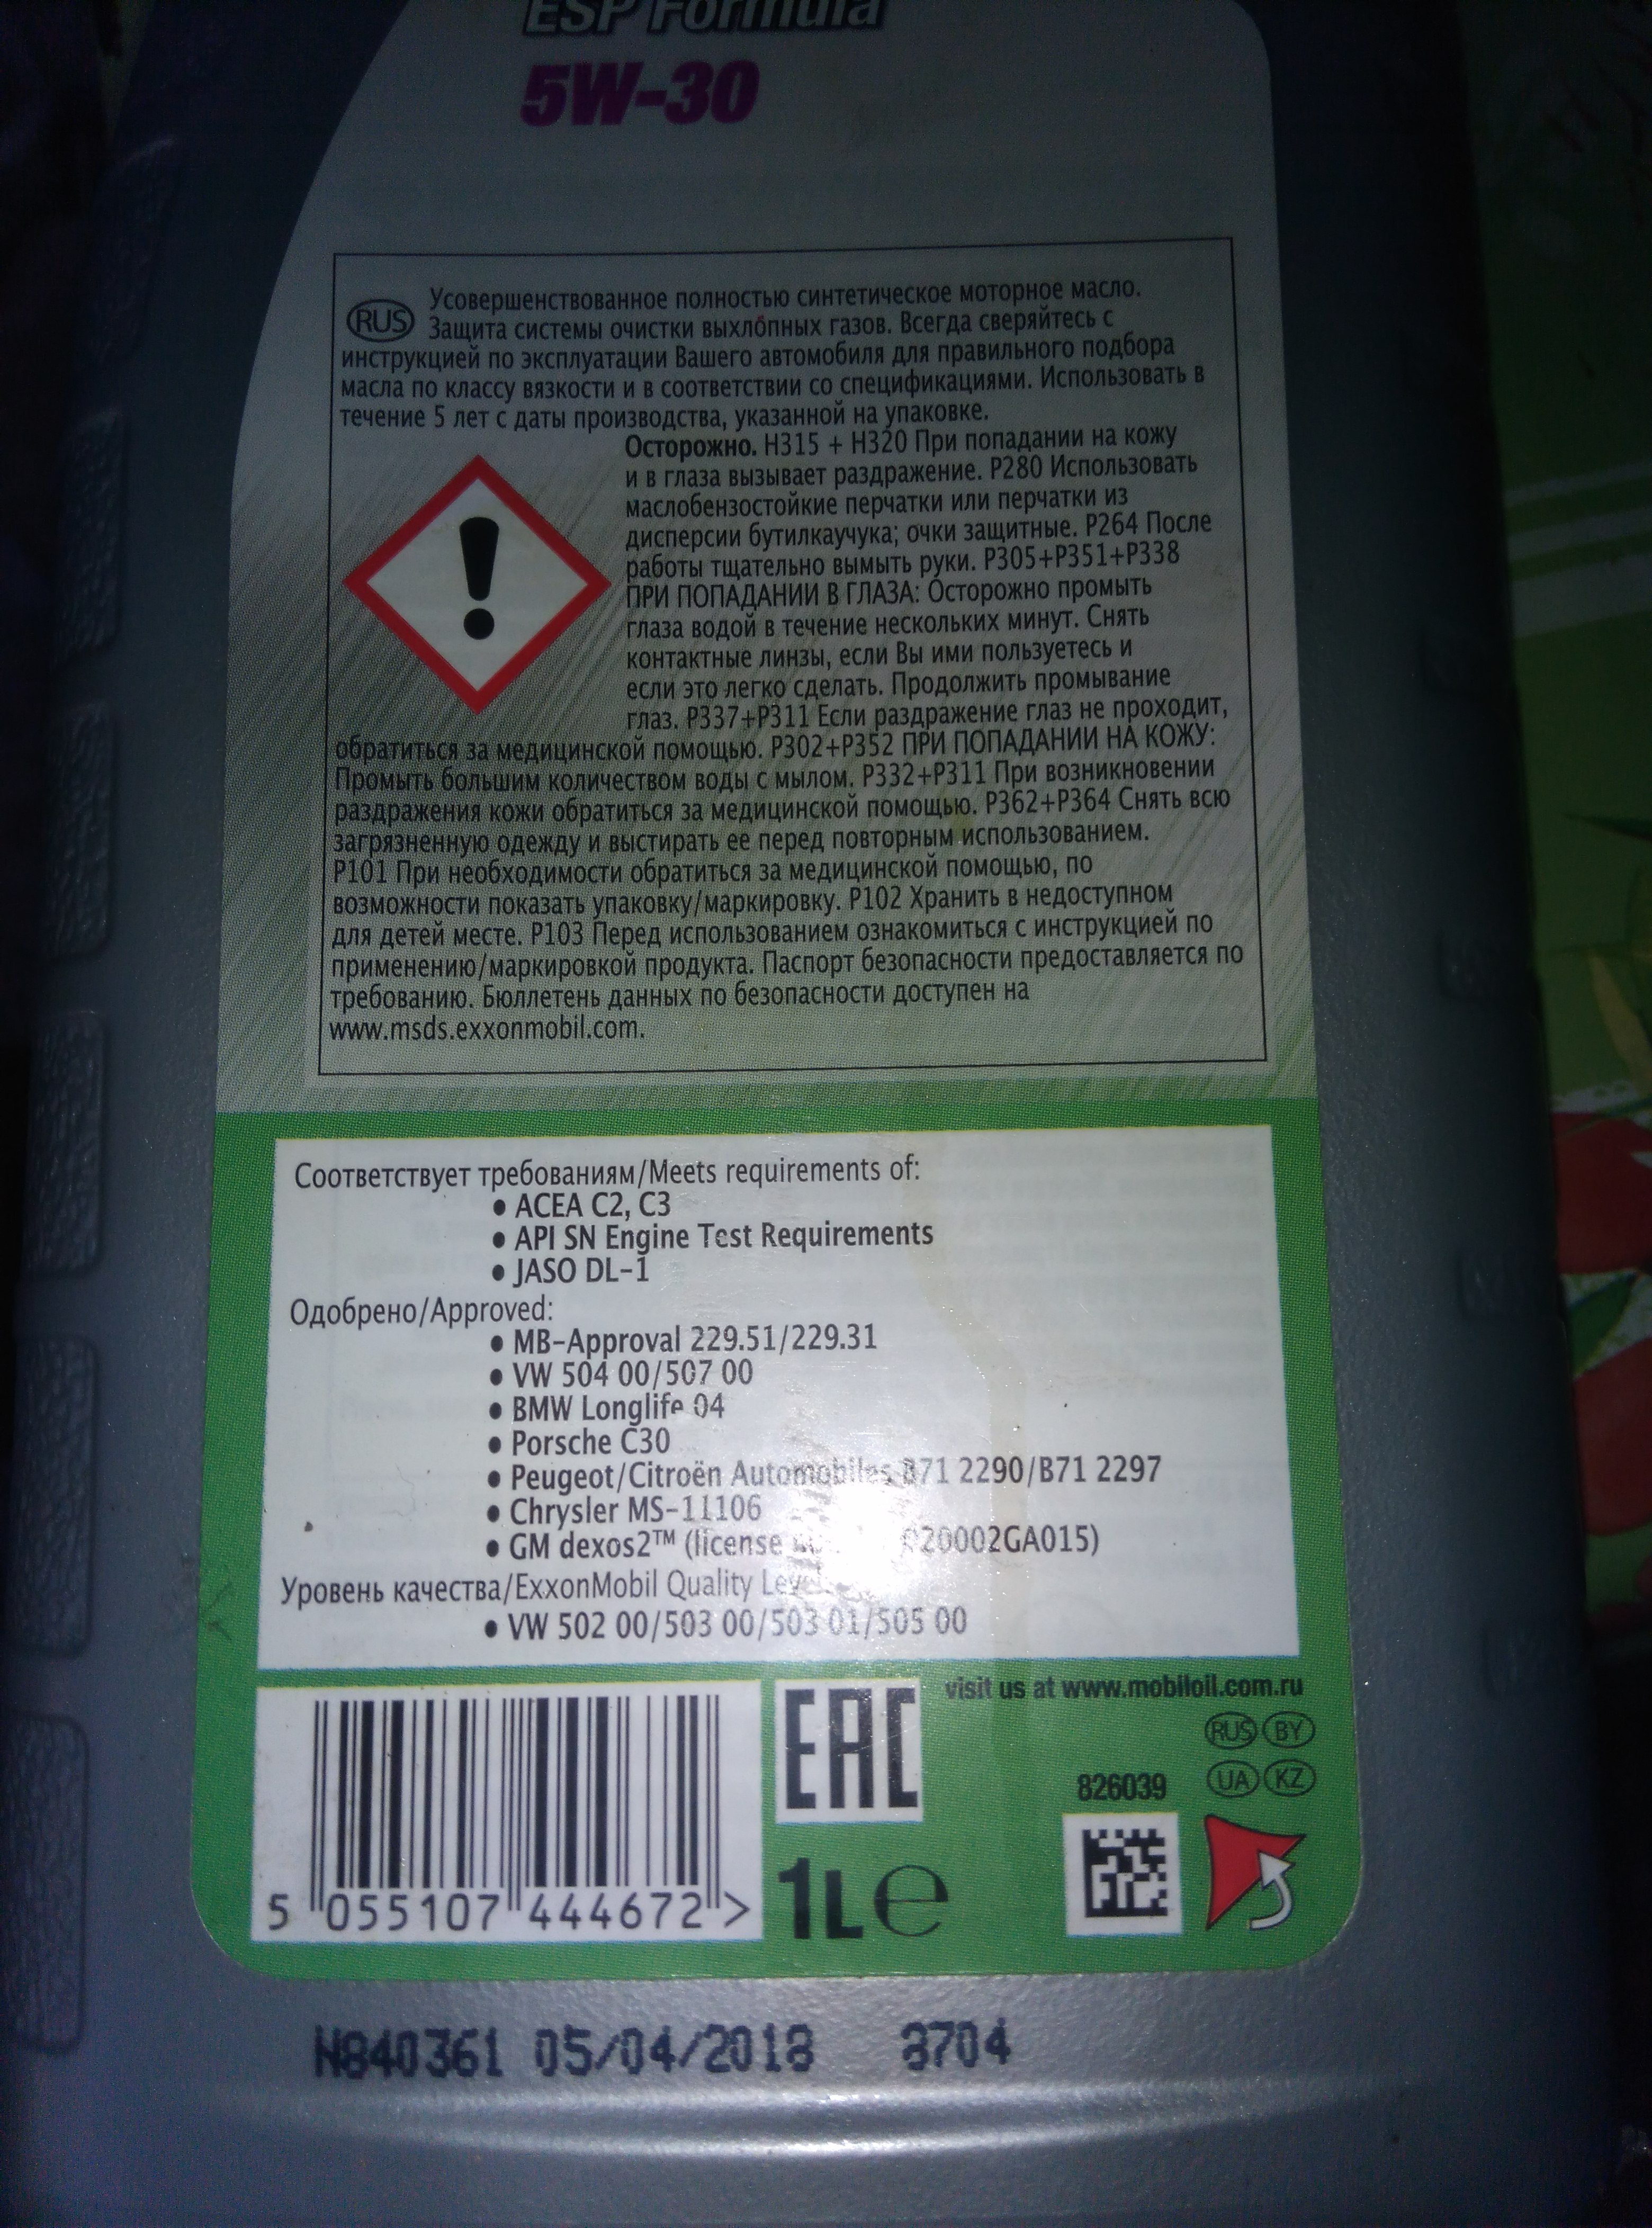 ESP Formula
5W-30
RUS Усовершенствованное полностью синтетическое моторное масло.
Защита системы очистки выхлопных газов. Всегда сверяйтесь с
инструкцией по эксплуатации Вашего автомобиля для правильного подбора
масла по классу вязкости и в соответствии со спецификациями. Использовать в
течение 5 лет с даты производства, указанной на упаковке.
Осторожно. H315 + H320 При попадании на кожу
и в глаза вызывает раздражение. P280 Использовать
маслобензостойкие перчатки или перчатки из
дисперсии бутилкаучука; очки защитные. P264 После
работы тщательно вымыть руки. P305+P351+P338
ПРИ ПОПАДАНИИ В ГЛАЗА: Осторожно промыть
глаза водой в течение нескольких минут. Снять
контактные линзы, если Вы ими пользуетесь и
если это легко сделать. Продолжить промывание
глаз. P337+P311 Если раздражение глаз не проходит,
обратиться за медицинской помощью. P302+P352 ПРИ ПОПАДАНИИ НА КОЖУ:
Промыть большим количеством воды с мылом. P332+P311 При возникновении
раздражения кожи обратиться за медицинской помощью. P362+P364 Снять всю
загрязненную одежду и выстирать ее перед повторным использованием.
P101 При необходимости обратиться за медицинской помощью, по
возможности показать упаковку/маркировку. P102 Хранить в недоступном
для детей месте. P103 Перед использованием ознакомиться с инструкцией по
применению/маркировкой продукта. Паспорт безопасности предоставляется по
требованию. Бюллетень данных по безопасности доступен на
www.msds.exxonmobil.com.
Соответствует требованиям/Meets requirements of:
• ACEA C2, C3
• API SN Engine Test Requirements
• JASO DL-1
Одобрено/Approved:
• MB-Approval 229.51/229.31
• VW 504 00/507 00
• BMW Longlife 04
• Porsche C30
• Peugeot/Citroën Automobiles B71 2290/B71 2297
• Chrysler MS-11106
• GM dexos2™ (license
Уровень качества/ExxonMobil Quality Level
• VW 502 00/503 00/503 01/505 00
visit us at www.mobiloil.com.ru
EAC
RUS BY
UA KZ
826039
5 055107 444672 >
1L e
N840361 05/04/2018 3704